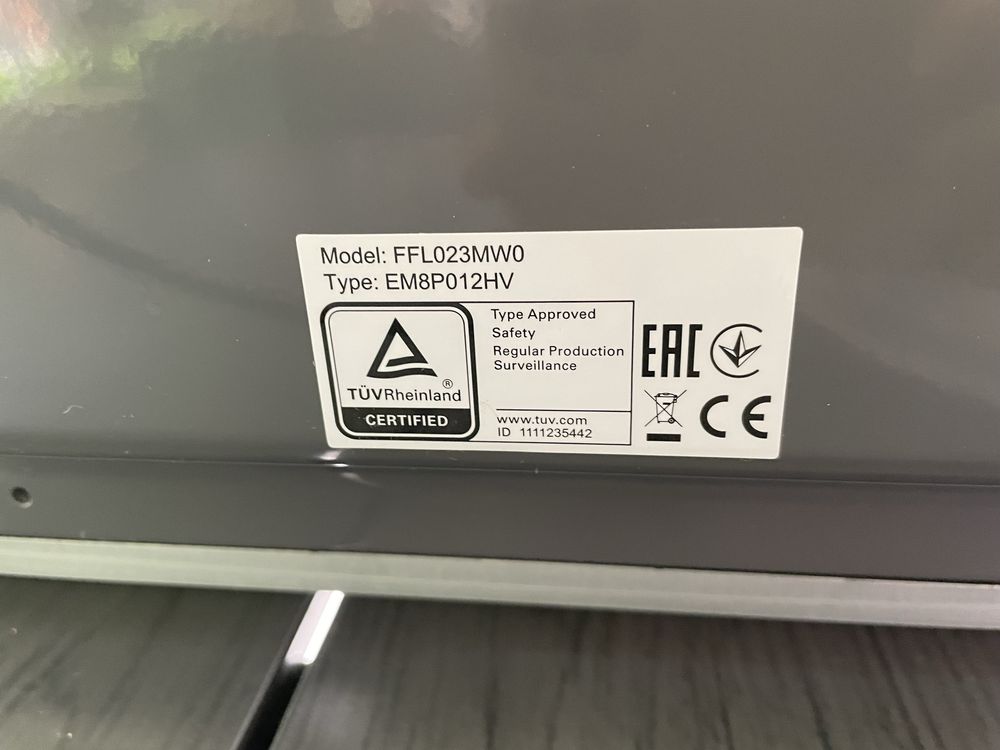 Model: FFL023MW0
Type: EM8P012HV
TÜVRheinland®
CERTIFIED
Type Approved
Safety
Regular Production
Surveillance
www.tuv.com
ID 1111235442
EAC
CE